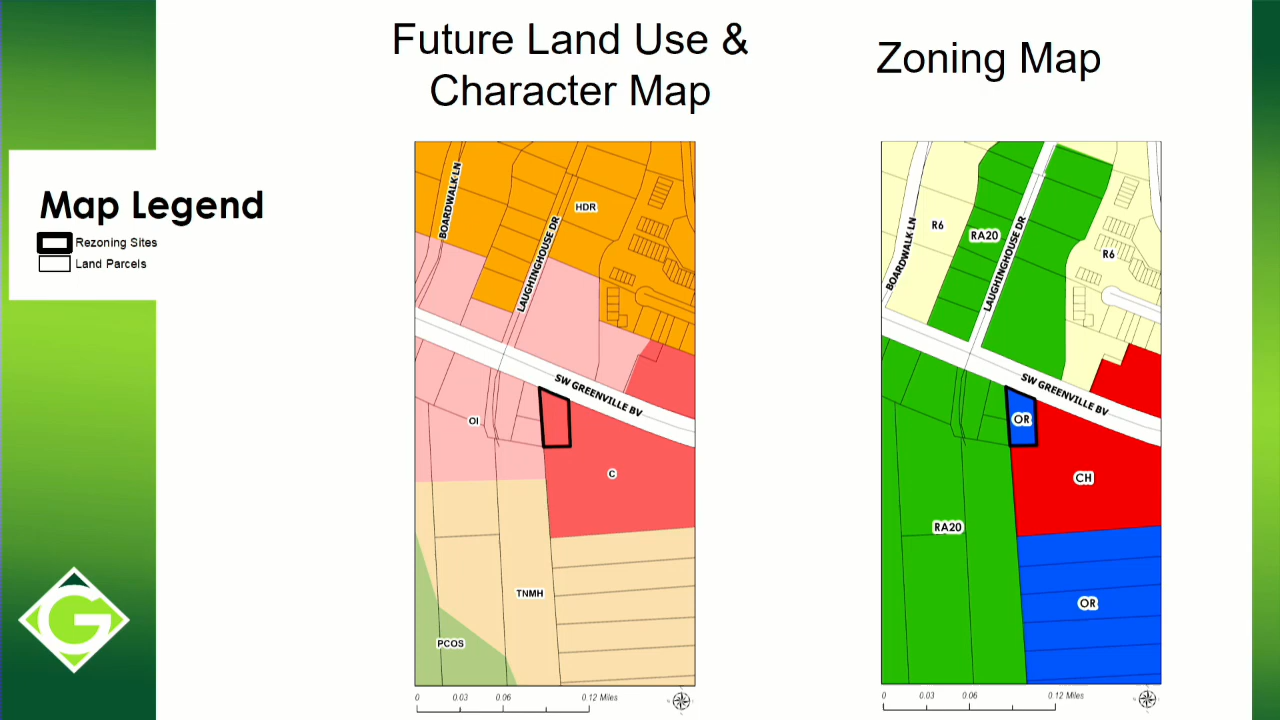 Future Land Use &
Character Map
Zoning Map
Map Legend
Rezoning Sites
Land Parcels
BOARDWALK LN
HDR
LAUGHINGHOUSE DR
SW GREENVILLE BV
OI
C
TNMH
PCOS
0 0.03 0.06 0.12 Miles
BOARDWALK LN
R6
RA20
LAUGHINGHOUSE DR
R6
SW GREENVILLE BV
OR
CH
RA20
OR
0 0.03 0.06 0.12 Miles
G